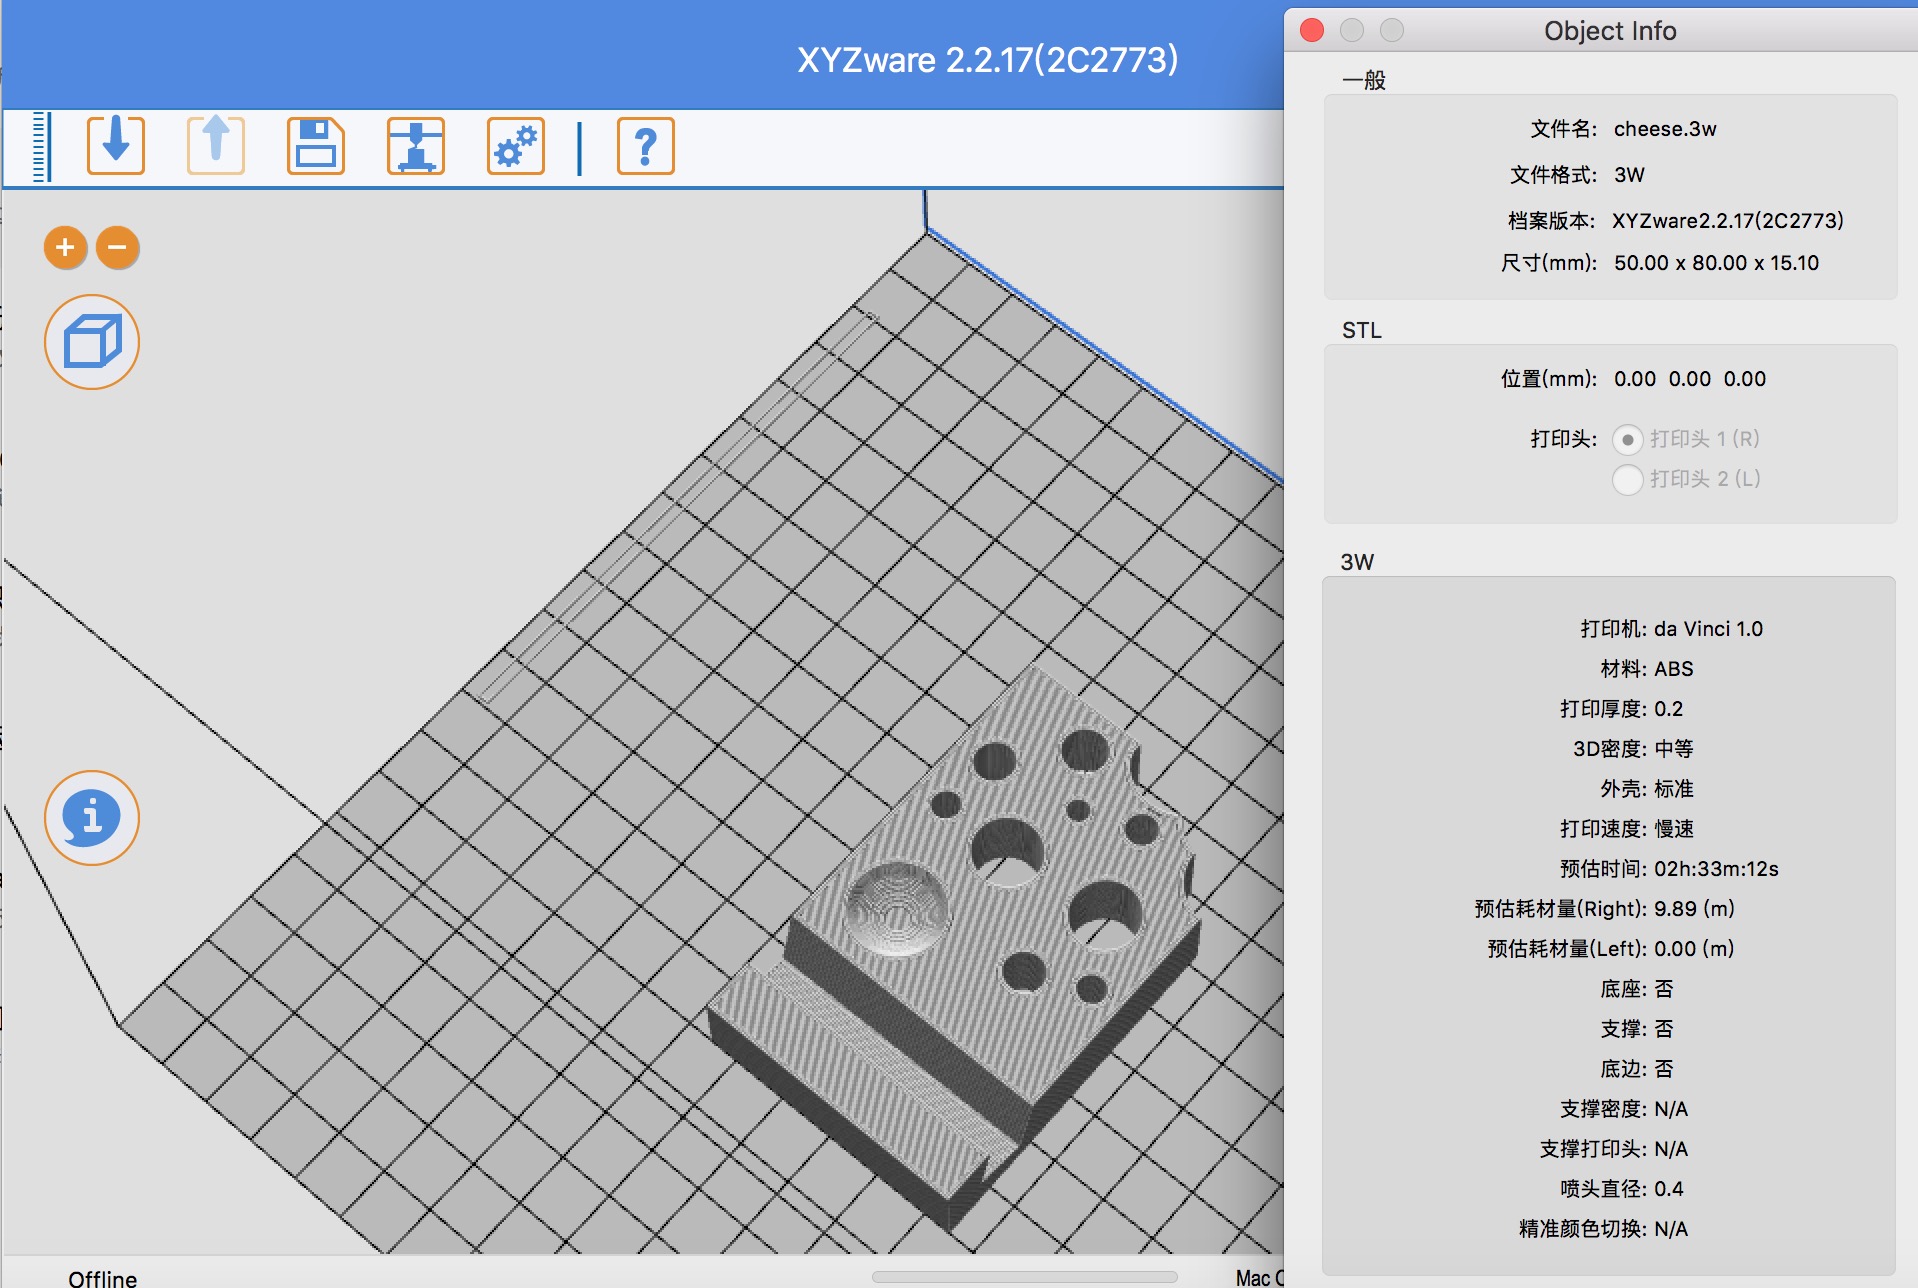 XYZware 2.2.17(2C2773)
?
+
−
i
Offline
Mac
Object Info
一般
文件名: cheese.3w
文件格式: 3W
档案版本: XYZware2.2.17(2C2773)
尺寸(mm): 50.00 x 80.00 x 15.10
STL
位置(mm): 0.00 0.00 0.00
打印头: 打印头 1 (R)
打印头 2 (L)
3W
打印机: da Vinci 1.0
材料: ABS
打印厚度: 0.2
3D密度: 中等
外壳: 标准
打印速度: 慢速
预估时间: 02h:33m:12s
预估耗材量(Right): 9.89 (m)
预估耗材量(Left): 0.00 (m)
底座: 否
支撑: 否
底边: 否
支撑密度: N/A
支撑打印头: N/A
喷头直径: 0.4
精准颜色切换: N/A